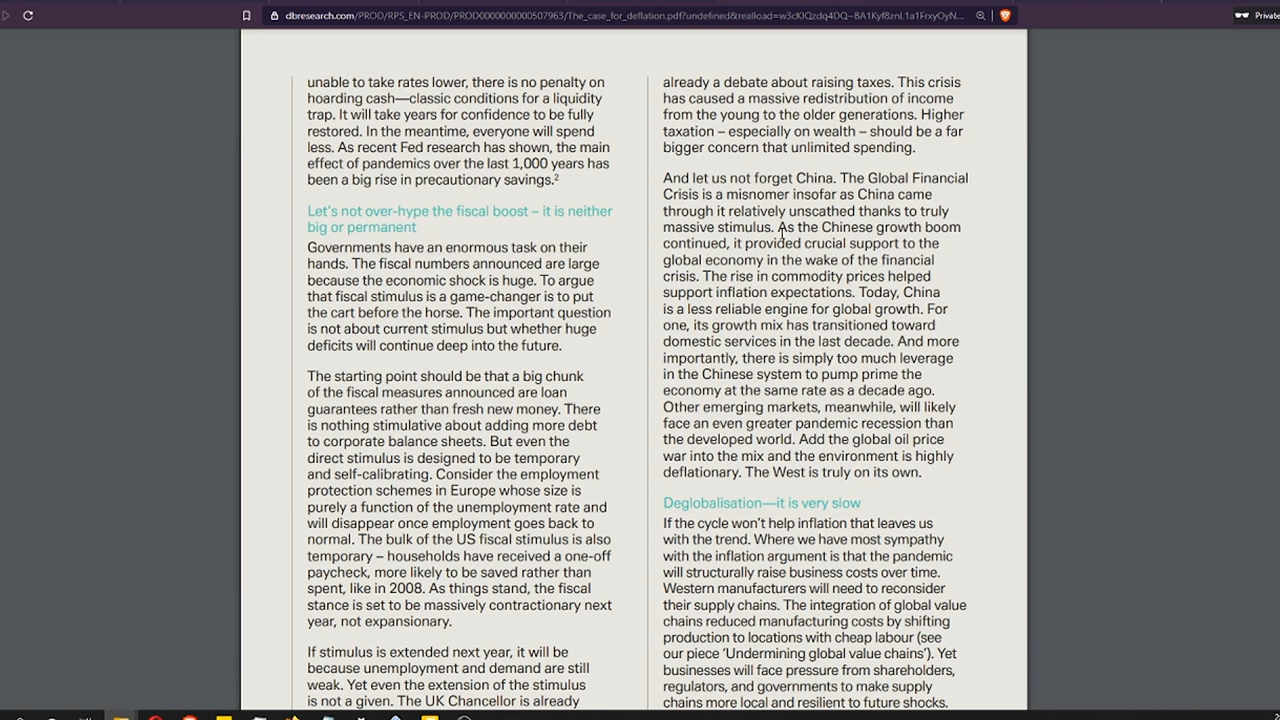 dbresearch.com/PROD/RPS_EN-PROD/PROD0000000000507963/The_case_for_deflation.pdf?undefined&realload=w3cKIQzdq4DQ~BA1Kyf8znL1a1FrxyOyN...
Private
unable to take rates lower, there is no penalty on
hoarding cash—classic conditions for a liquidity
trap. It will take years for confidence to be fully
restored. In the meantime, everyone will spend
less. As recent Fed research has shown, the main
effect of pandemics over the last 1,000 years has
been a big rise in precautionary savings.²
Let's not over-hype the fiscal boost – it is neither
big or permanent
Governments have an enormous task on their
hands. The fiscal numbers announced are large
because the economic shock is huge. To argue
that fiscal stimulus is a game-changer is to put
the cart before the horse. The important question
is not about current stimulus but whether huge
deficits will continue deep into the future.
The starting point should be that a big chunk
of the fiscal measures announced are loan
guarantees rather than fresh new money. There
is nothing stimulative about adding more debt
to corporate balance sheets. But even the
direct stimulus is designed to be temporary
and self-calibrating. Consider the employment
protection schemes in Europe whose size is
purely a function of the unemployment rate and
will disappear once employment goes back to
normal. The bulk of the US fiscal stimulus is also
temporary – households have received a one-off
paycheck, more likely to be saved rather than
spent, like in 2008. As things stand, the fiscal
stance is set to be massively contractionary next
year, not expansionary.
If stimulus is extended next year, it will be
because unemployment and demand are still
weak. Yet even the extension of the stimulus
is not a given. The UK Chancellor is already
already a debate about raising taxes. This crisis
has caused a massive redistribution of income
from the young to the older generations. Higher
taxation – especially on wealth – should be a far
bigger concern that unlimited spending.
And let us not forget China. The Global Financial
Crisis is a misnomer insofar as China came
through it relatively unscathed thanks to truly
massive stimulus. As the Chinese growth boom
continued, it provided crucial support to the
global economy in the wake of the financial
crisis. The rise in commodity prices helped
support inflation expectations. Today, China
is a less reliable engine for global growth. For
one, its growth mix has transitioned toward
domestic services in the last decade. And more
importantly, there is simply too much leverage
in the Chinese system to pump prime the
economy at the same rate as a decade ago.
Other emerging markets, meanwhile, will likely
face an even greater pandemic recession than
the developed world. Add the global oil price
war into the mix and the environment is highly
deflationary. The West is truly on its own.
Deglobalisation—it is very slow
If the cycle won't help inflation that leaves us
with the trend. Where we have most sympathy
with the inflation argument is that the pandemic
will structurally raise business costs over time.
Western manufacturers will need to reconsider
their supply chains. The integration of global value
chains reduced manufacturing costs by shifting
production to locations with cheap labour (see
our piece 'Undermining global value chains'). Yet
businesses will face pressure from shareholders,
regulators, and governments to make supply
chains more local and resilient to future shocks.